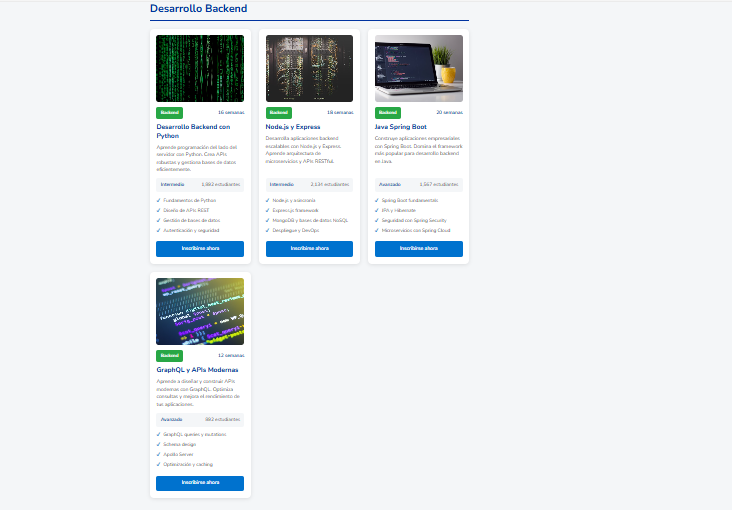 Desarrollo Backend
Backend
16 semanas
Desarrollo Backend con
Python
Aprende programación del lado del
servidor con Python. Crea APIs
robustas y gestiona bases de datos
eficientemente.
Intermedio
estudiantes
✓ Fundamentos de Python
✓ Diseño de APIs REST
✓ Gestión de bases de datos
✓ Autenticación y seguridad
Inscribirse ahora
Backend
18 semanas
Node.js y Express
Desarrolla aplicaciones backend
escalables con Node.js y Express.
Aprende arquitectura de
microservicios y APIs RESTful.
Intermedio
2,134 estudiantes
✓ Node.js y asincronía
✓ Express.js framework
✓ MongoDB y bases de datos NoSQL
✓ Despliegue y DevOps
Inscribirse ahora
Backend
20 semanas
Java Spring Boot
Construye aplicaciones empresariales
con Spring Boot. Domina el framework
más popular para desarrollo backend
en Java.
Avanzado
1,567 estudiantes
✓ Spring Boot fundamentals
✓ JPA y Hibernate
✓ Seguridad con Spring Security
✓ Microservicios con Spring Cloud
Inscribirse ahora
Backend
12 semanas
GraphQL y APIs Modernas
Aprende a diseñar y construir APIs
modernas con GraphQL. Optimiza
consultas y mejora el rendimiento de
tus aplicaciones.
Avanzado
estudiantes
✓ GraphQL queries y mutations
✓ Schema design
✓ Apollo Server
✓ Optimización y caching
Inscribirse ahora